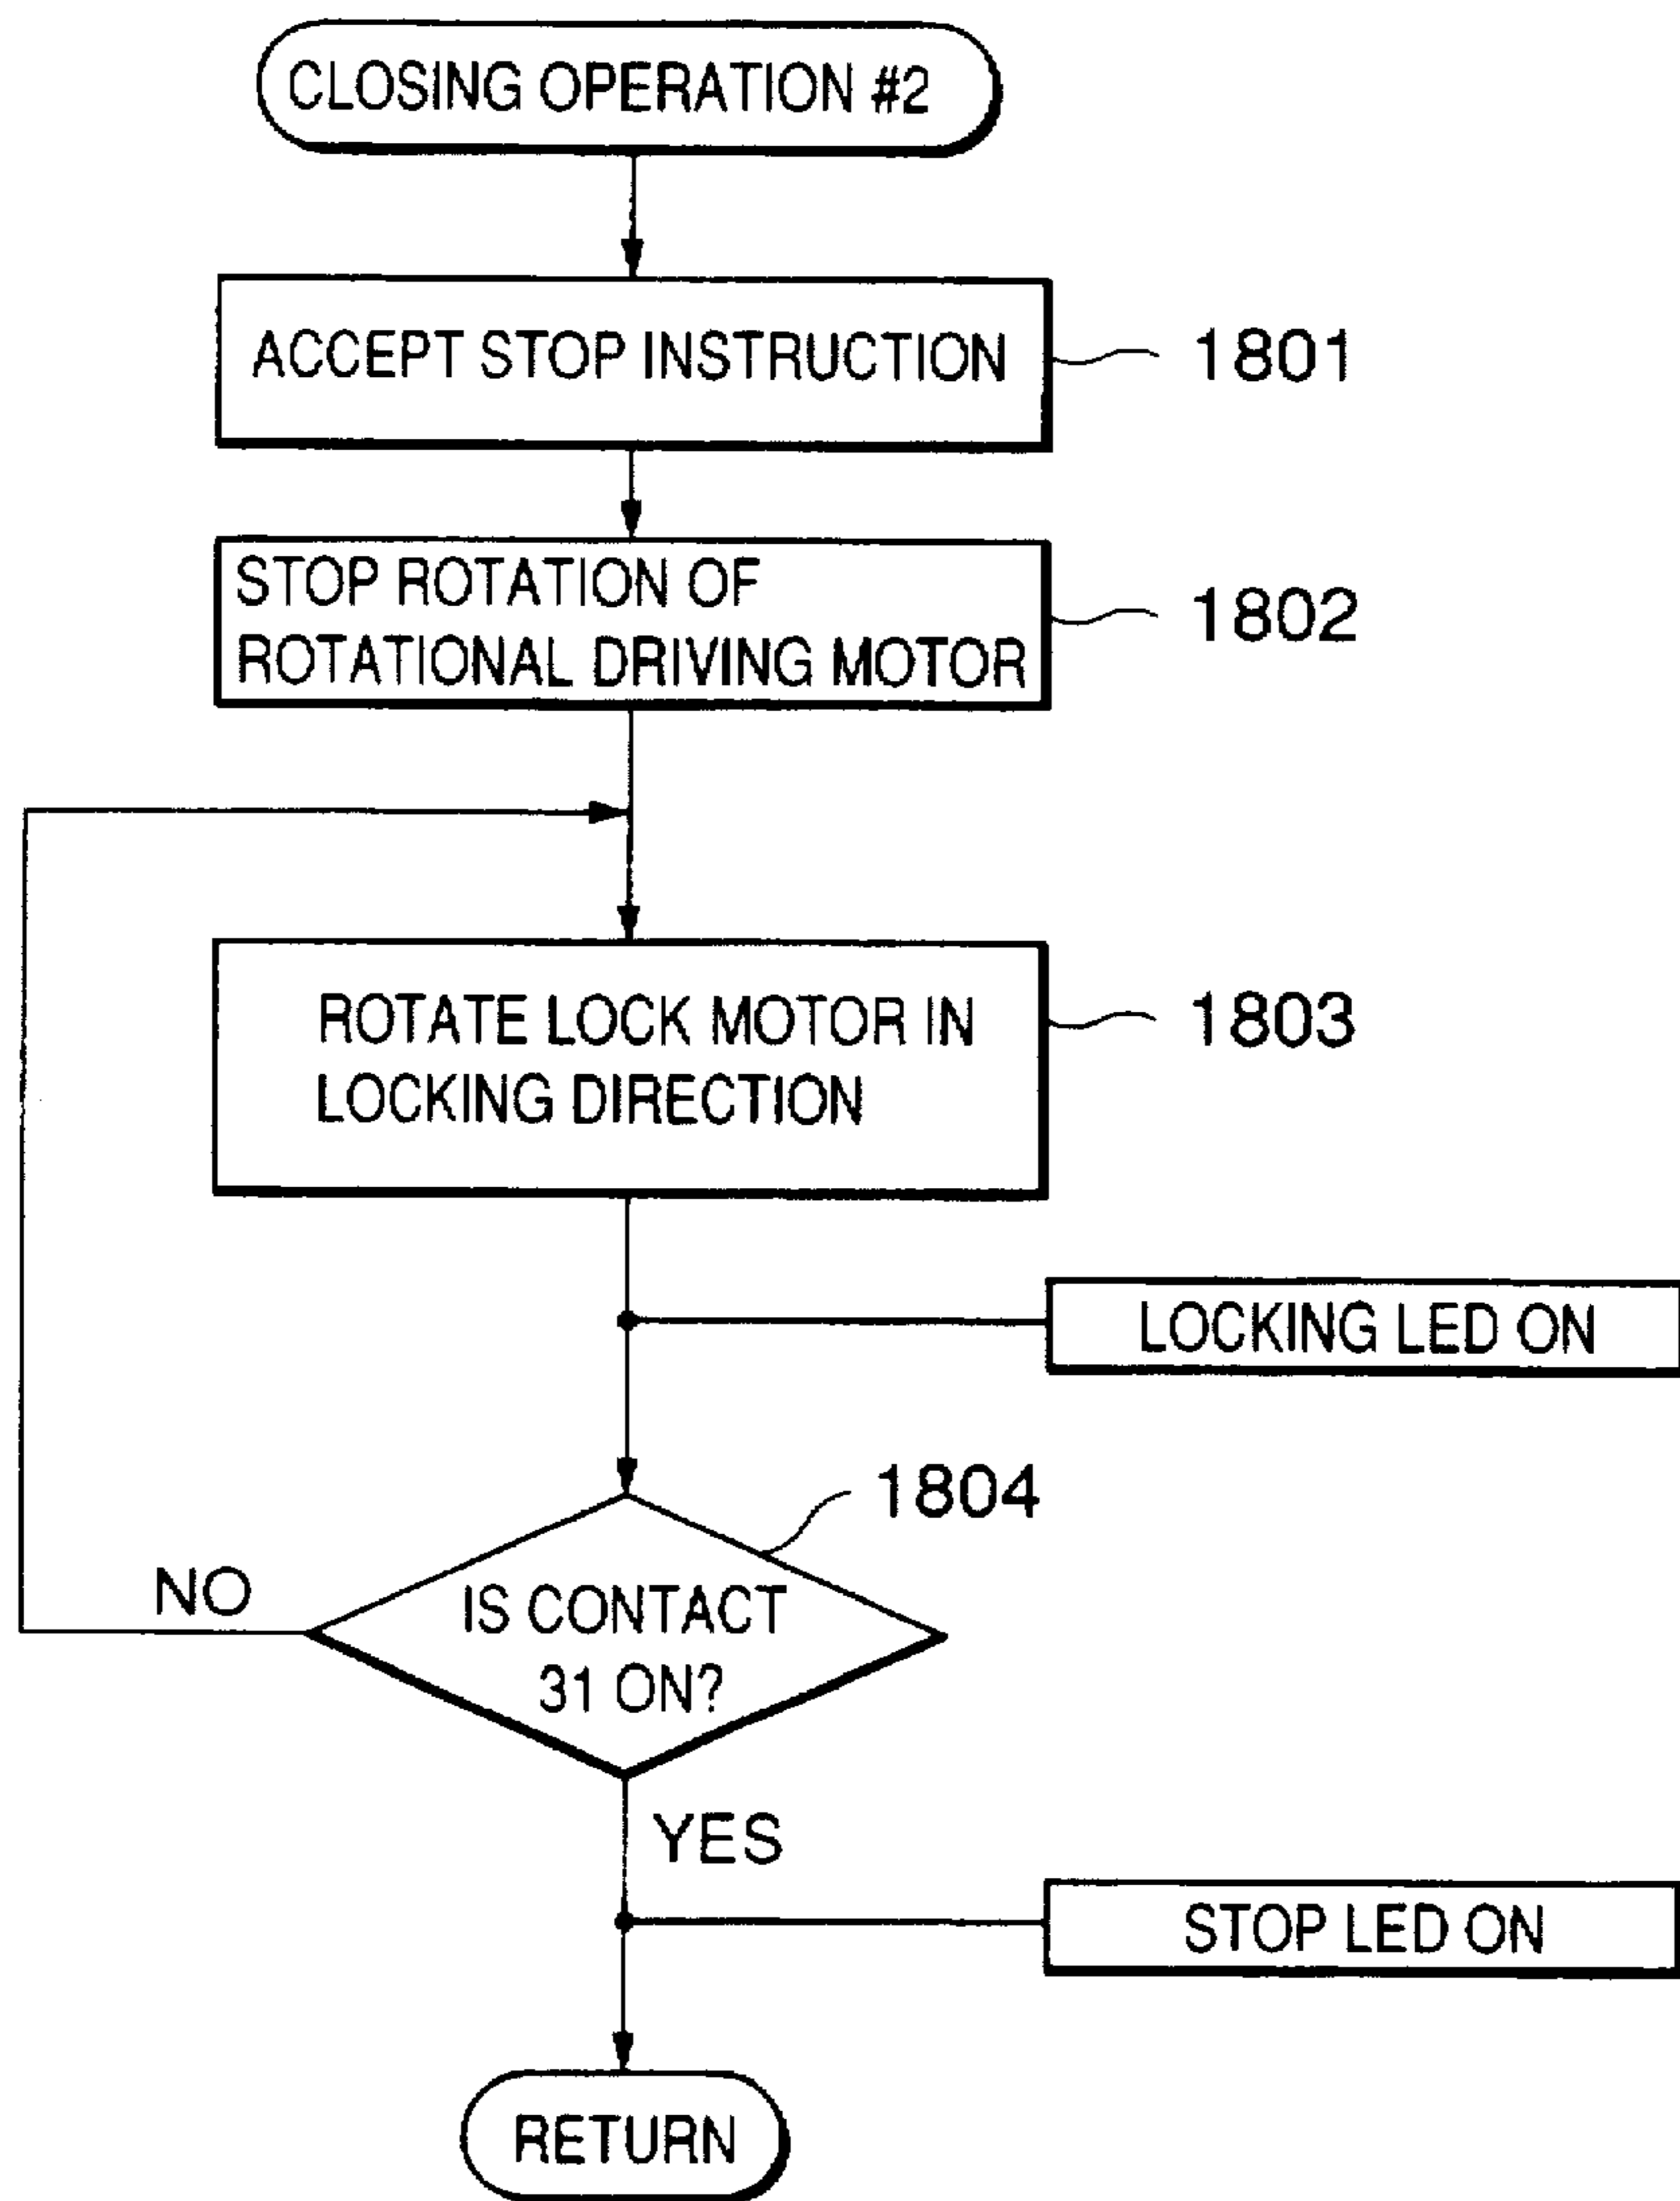 CLOSING OPERATION #2
ACCEPT STOP INSTRUCTION
1801
STOP ROTATION OF
ROTATIONAL DRIVING MOTOR
1802
ROTATE LOCK MOTOR IN
LOCKING DIRECTION
1803
LOCKING LED ON
1804
NO
IS CONTACT
31 ON?
YES
STOP LED ON
RETURN